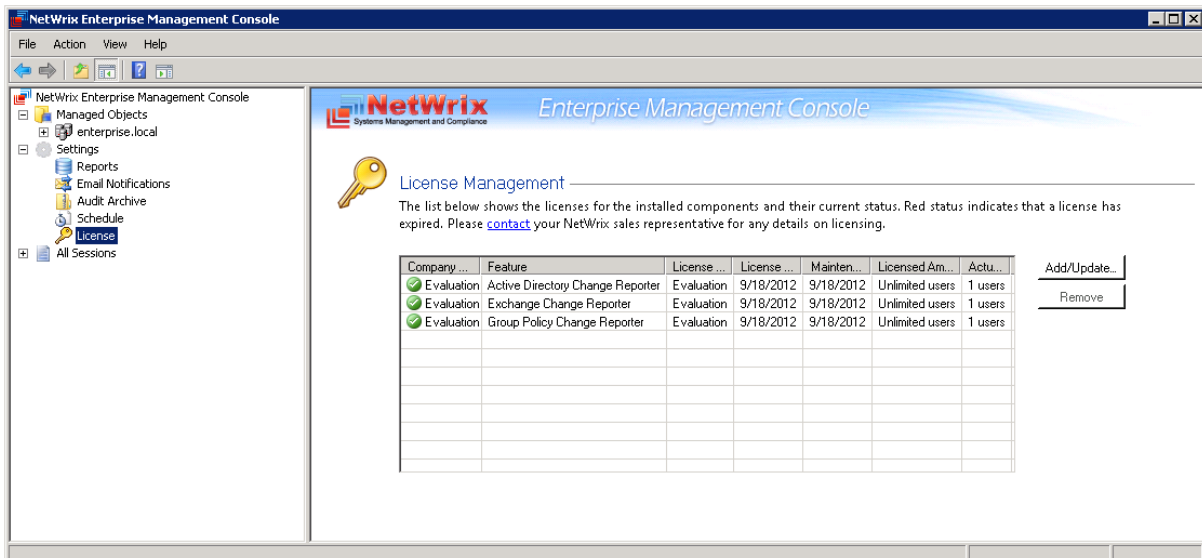 NetWrix Enterprise Management Console
File Action View Help
NetWrix Enterprise Management Console
Managed Objects
enterprise.local
Settings
Reports
Email Notifications
Audit Archive
Schedule
License
All Sessions
NetWrix
Systems Management and Compliance
Enterprise Management Console
License Management
The list below shows the licenses for the installed components and their current status. Red status indicates that a license has
expired. Please contact your NetWrix sales representative for any details on licensing.
Company ... Feature License ... License ... Mainten... Licensed Am... Actu...
Evaluation Active Directory Change Reporter Evaluation 9/18/2012 9/18/2012 Unlimited users 1 users
Evaluation Exchange Change Reporter Evaluation 9/18/2012 9/18/2012 Unlimited users 1 users
Evaluation Group Policy Change Reporter Evaluation 9/18/2012 9/18/2012 Unlimited users 1 users
Add/Update...
Remove